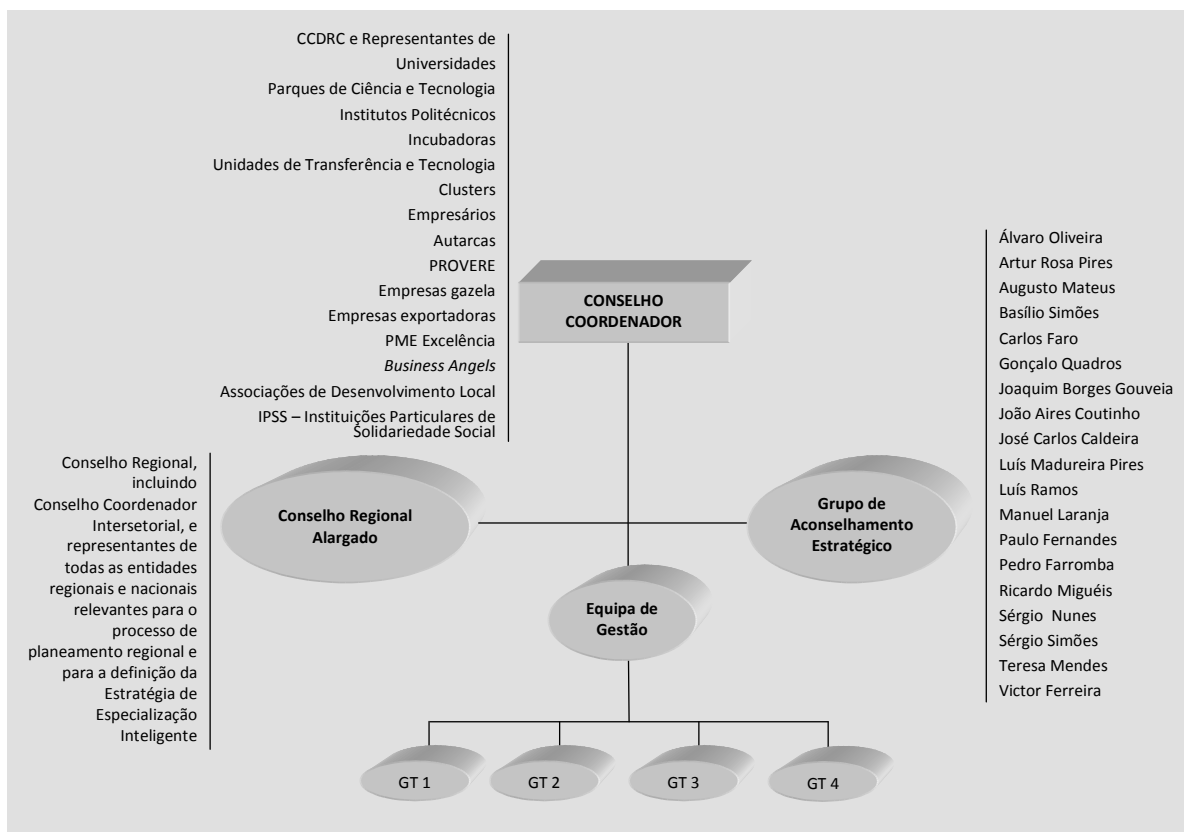 CCDRC e Representantes de
Universidades
Parques de Ciência e Tecnologia
Institutos Politécnicos
Incubadoras
Unidades de Transferência e Tecnologia
Clusters
Empresários
Autarcas
PROVERE
Empresas gazela
Empresas exportadoras
PME Excelência
Business Angels
Associações de Desenvolvimento Local
IPSS – Instituições Particulares de
Solidariedade Social
CONSELHO
COORDENADOR
Álvaro Oliveira
Artur Rosa Pires
Augusto Mateus
Basílio Simões
Carlos Faro
Gonçalo Quadros
Joaquim Borges Gouveia
João Aires Coutinho
José Carlos Caldeira
Luís Madureira Pires
Luís Ramos
Manuel Laranja
Paulo Fernandes
Pedro Farromba
Ricardo Miguéis
Sérgio Nunes
Sérgio Simões
Teresa Mendes
Victor Ferreira
Conselho Regional,
incluindo
Conselho Coordenador
Intersetorial, e
representantes de
todas as entidades
regionais e nacionais
relevantes para o
processo de
planeamento regional e
para a definição da
Estratégia de
Especialização
Inteligente
Conselho Regional
Alargado
Grupo de
Aconselhamento
Estratégico
Equipa de
Gestão
GT 1
GT 2
GT 3
GT 4